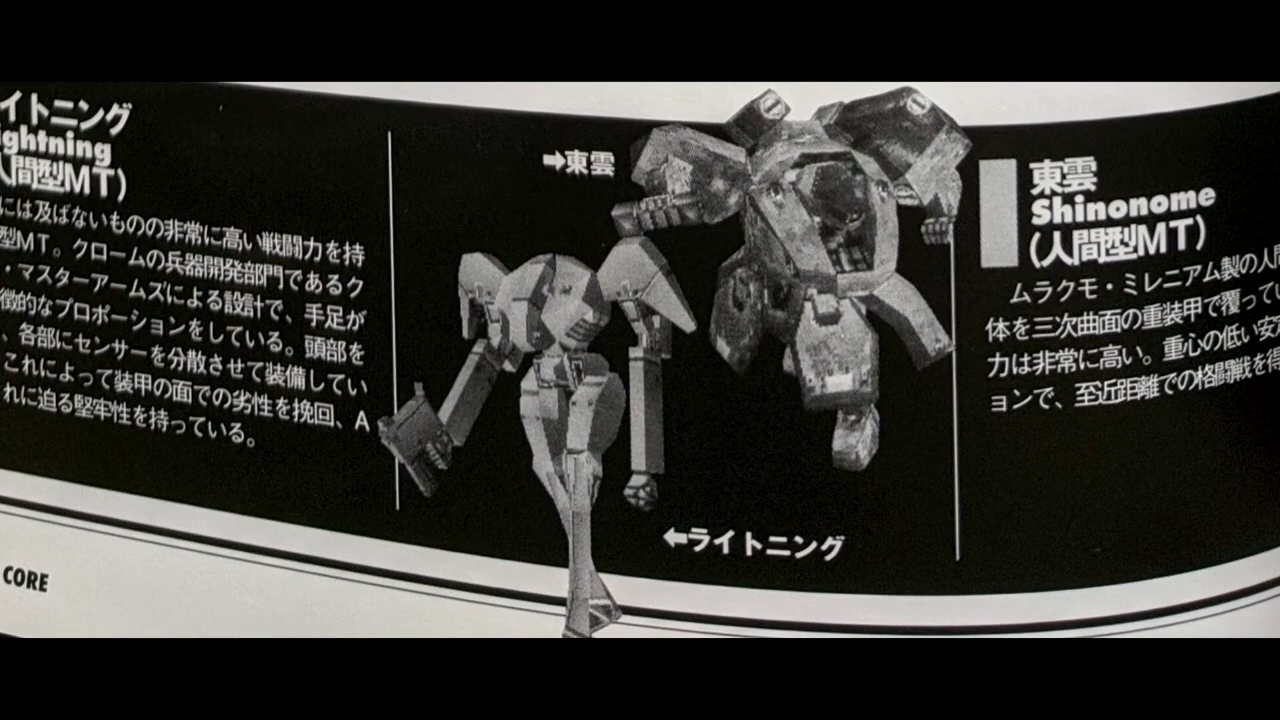 イトニング
ightning
人間型MT)
には及ばないものの非常に高い戦闘力を持
型MT。クロームの兵器開発部門であるク
・マスターアームズによる設計で、手足が
徴的なプロポーションをしている。頭部を
、各部にセンサーを分散させて装備してい
これによって装甲の面での劣性を挽回、A
れに迫る堅牢性を持っている。
➡東雲
⬅ライトニング
東雲
Shinonome
(人間型MT)
ムラクモ・ミレニアム製の人間
体を三次曲面の重装甲で覆ってい
力は非常に高い。重心の低い安定
ョンで、至近距離での格闘戦を得
CORE